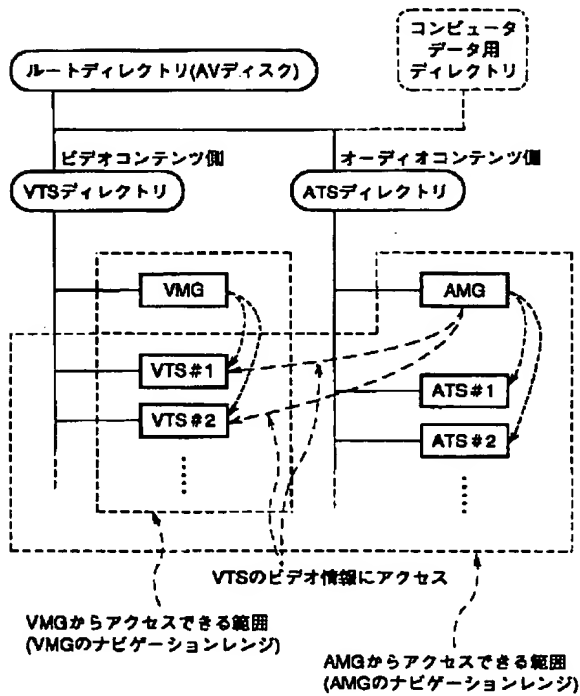 コンピュータ
データ用
ディレクトリ
ルートディレクトリ(AVディスク)
ビデオコンテンツ側
オーディオコンテンツ側
VTSディレクトリ
ATSディレクトリ
VMG
AMG
VTS#1
VTS#2
ATS#1
ATS#2
VTSのビデオ情報にアクセス
VMGからアクセスできる範囲
(VMGのナビゲーションレンジ)
AMGからアクセスできる範囲
(AMGのナビゲーションレンジ)